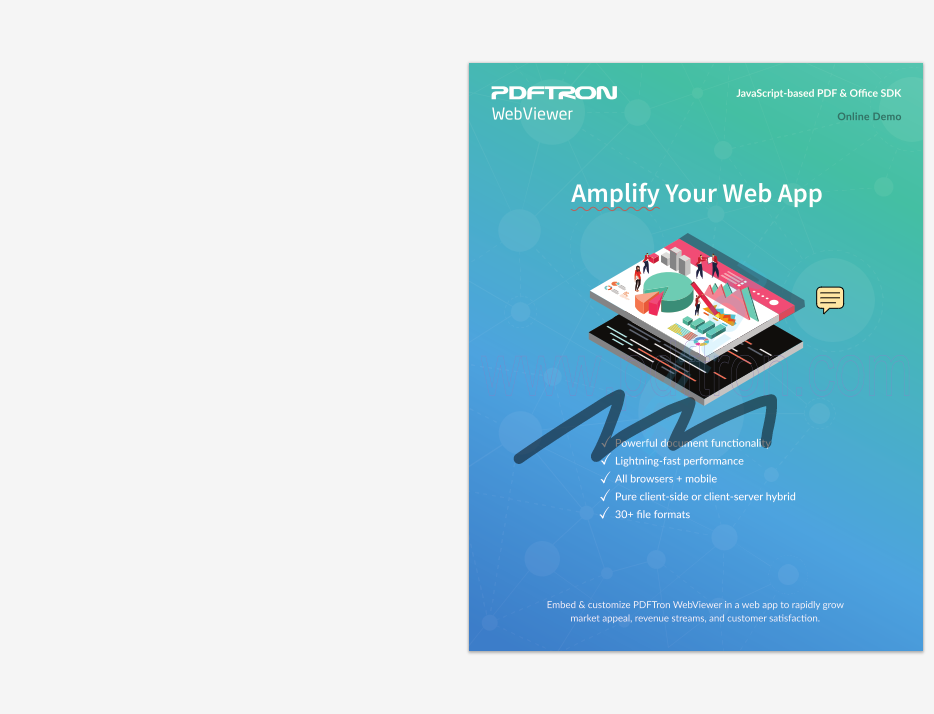 PDFTRON
WebViewer
JavaScript-based PDF & Office SDK
Online Demo
Amplify Your Web App
✓ Powerful document functionality
✓ Lightning-fast performance
✓ All browsers + mobile
✓ Pure client-side or client-server hybrid
✓ 30+ file formats
Embed & customize PDFTron WebViewer in a web app to rapidly grow
market appeal, revenue streams, and customer satisfaction.